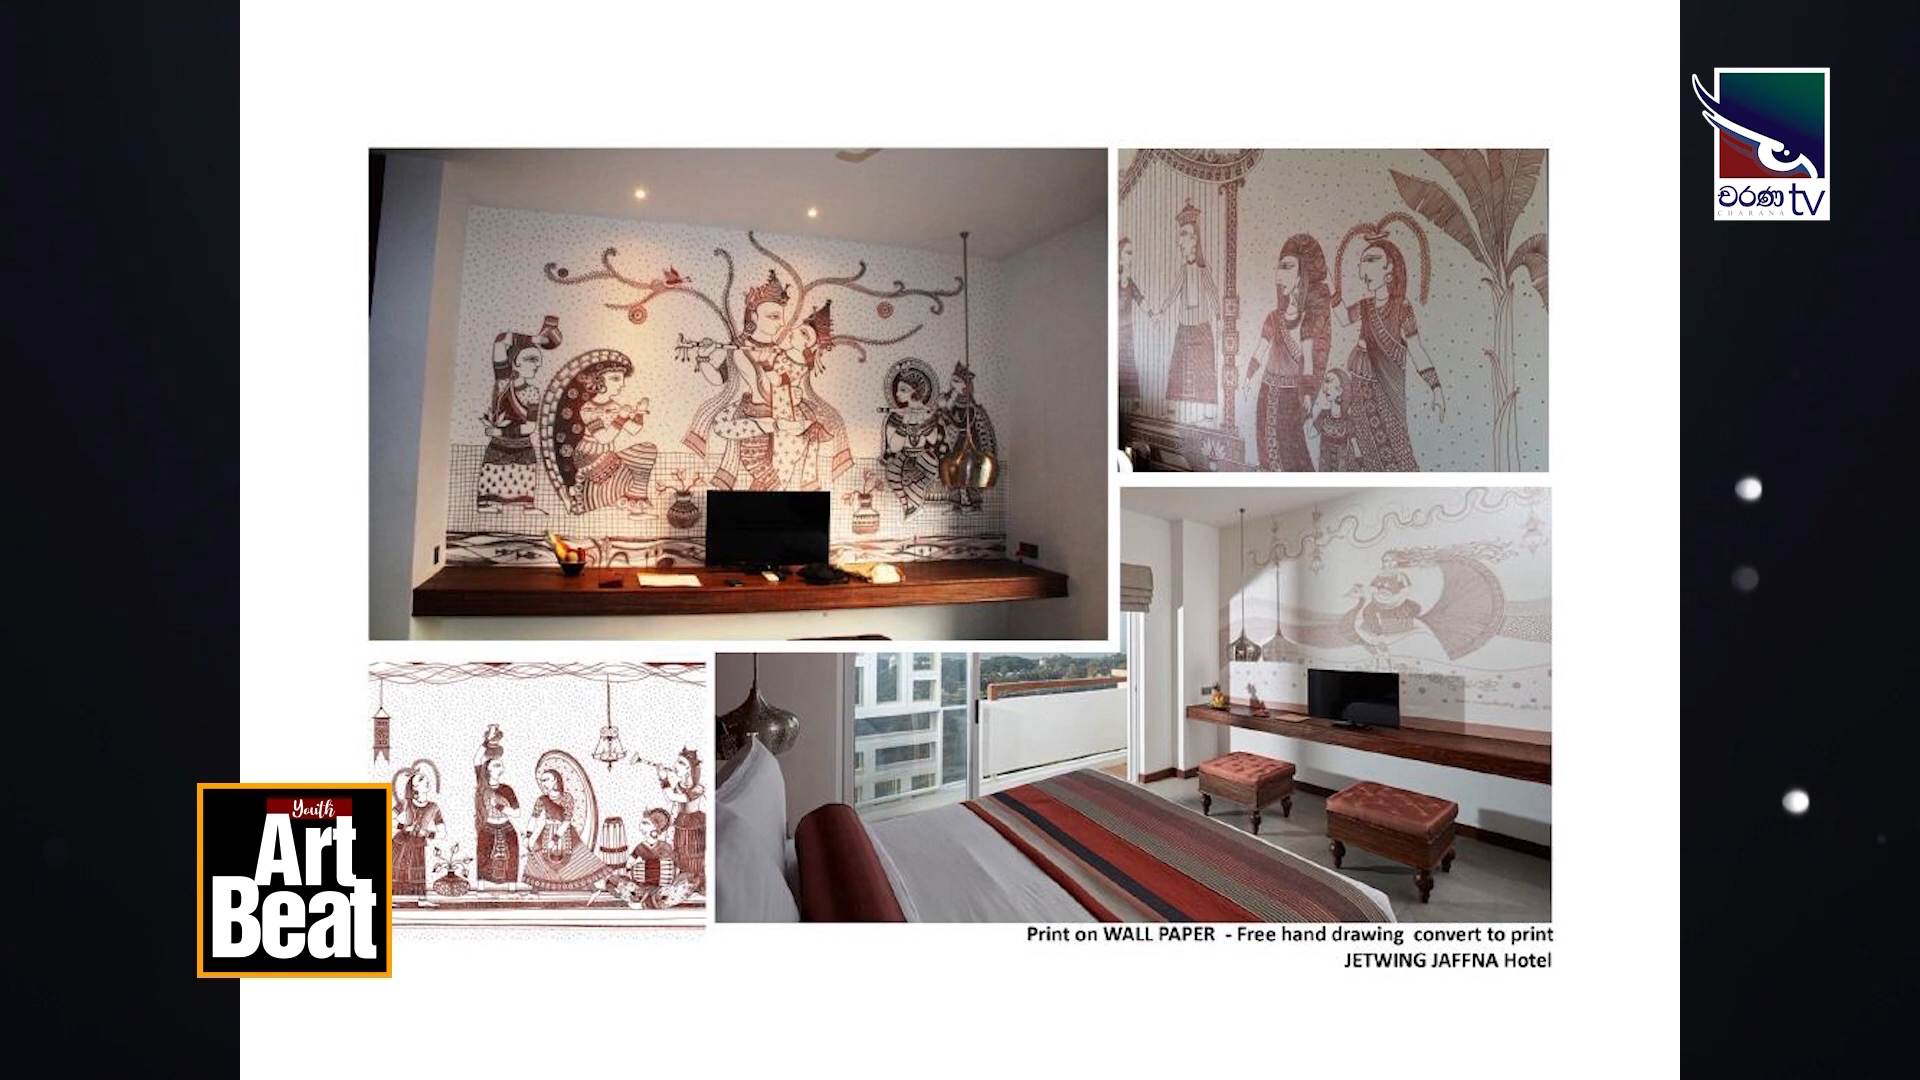 චරණ tv
CHARANA
Youth
Art
Beat
Print on WALL PAPER - Free hand drawing convert to print
JETWING JAFFNA Hotel